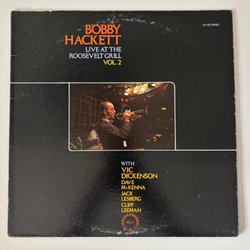 BOBBY
HACKETT
LIVE AT THE
ROOSEVELT GRILL
VOL. 2
WITH
VIC
DICKENSON
DAVE
McKENNA
JACK
LESBERG
CLIFF
LEEMAN